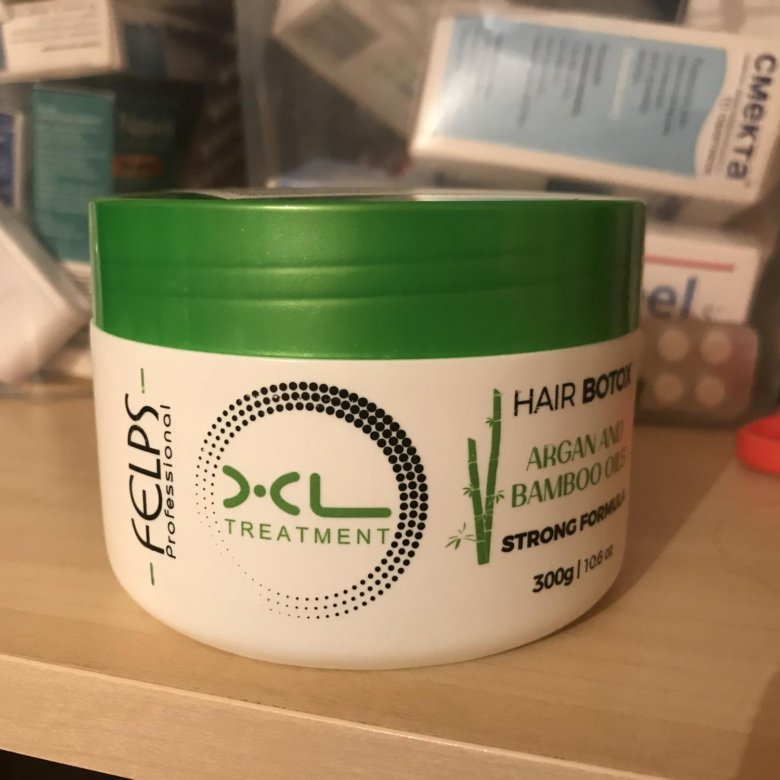 FELPS
Professional
XL
TREATMENT
HAIR BOTOX
ARGAN AND
BAMBOO OILS
STRONG FORMULA
300g | 10.6 oz
СМЕКТА